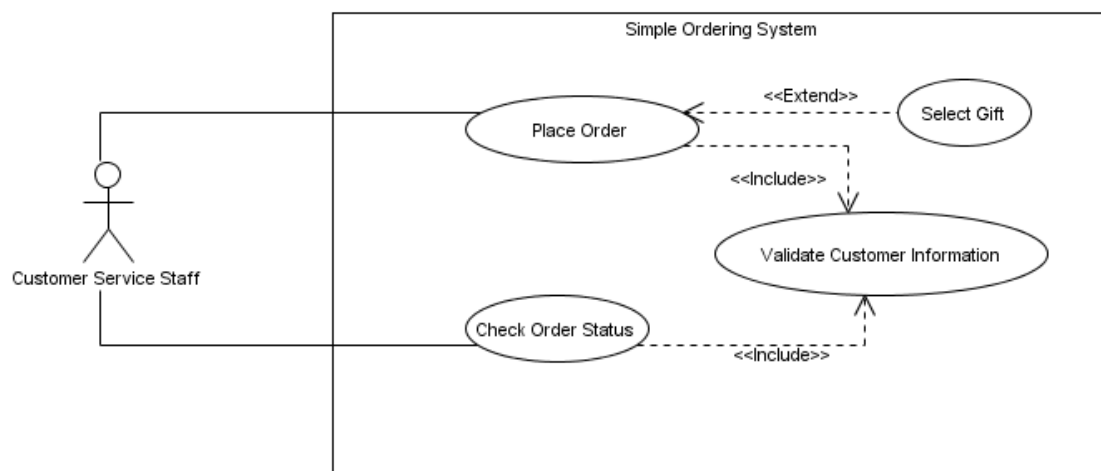 Simple Ordering System
<<Extend>>
Place Order
Select Gift
<<Include>>
Validate Customer Information
Customer Service Staff
Check Order Status
<<Include>>